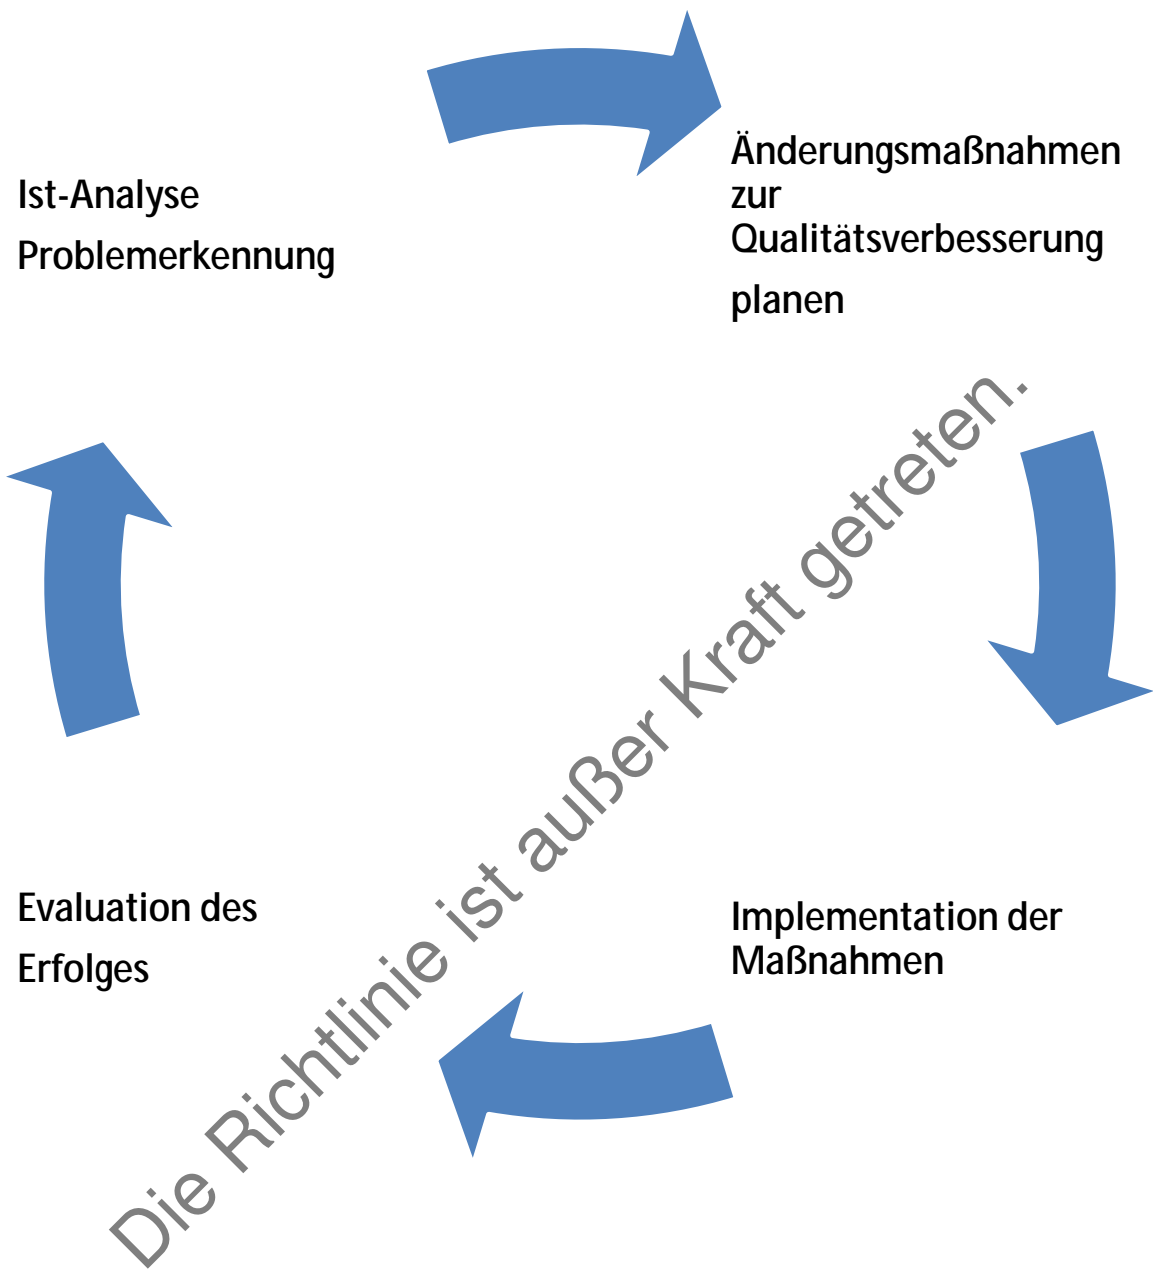 Ist-Analyse
Problemerkennung
Änderungsmaßnahmen
zur
Qualitätsverbesserung
planen
Implementation der
Maßnahmen
Evaluation des
Erfolges
Die Richtlinie ist außer Kraft getreten.